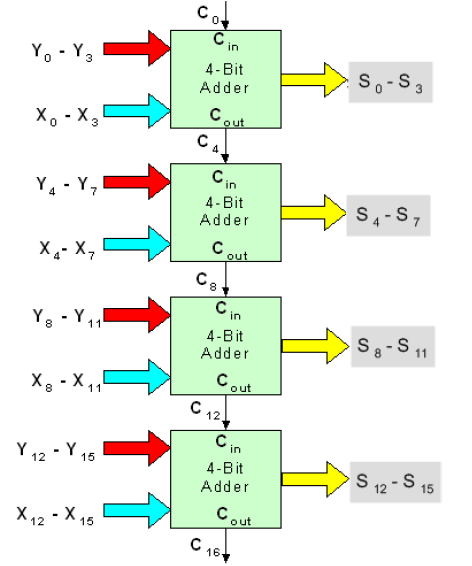 C0
Y0 - Y3
Cin
4-Bit
Adder
S0 - S3
X0 - X3
Cout
C4
Y4 - Y7
Cin
4-Bit
Adder
S4 - S7
X4 - X7
Cout
C8
Y8 - Y11
Cin
4-Bit
Adder
S8 - S11
X8 - X11
Cout
C12
Y12 - Y15
Cin
4-Bit
Adder
S12 - S15
X12 - X15
Cout
C16